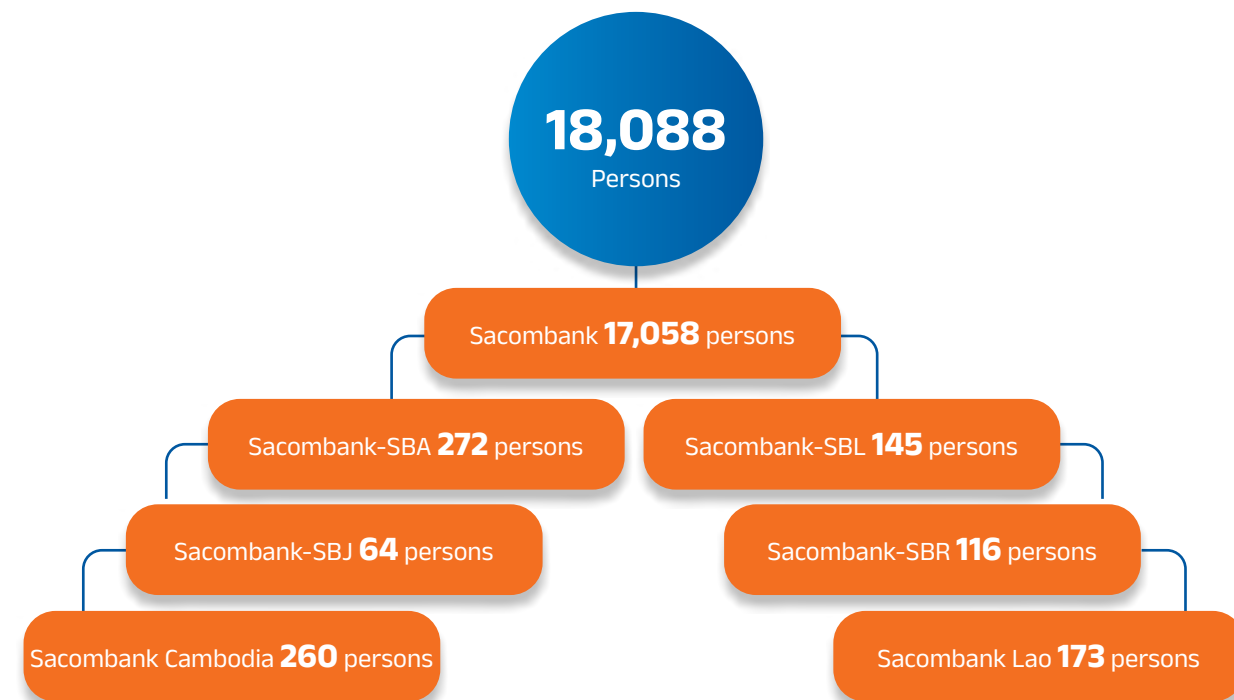 18,088
Persons
Sacombank 17,058 persons
Sacombank-SBA 272 persons
Sacombank-SBL 145 persons
Sacombank-SBJ 64 persons
Sacombank-SBR 116 persons
Sacombank Cambodia 260 persons
Sacombank Lao 173 persons